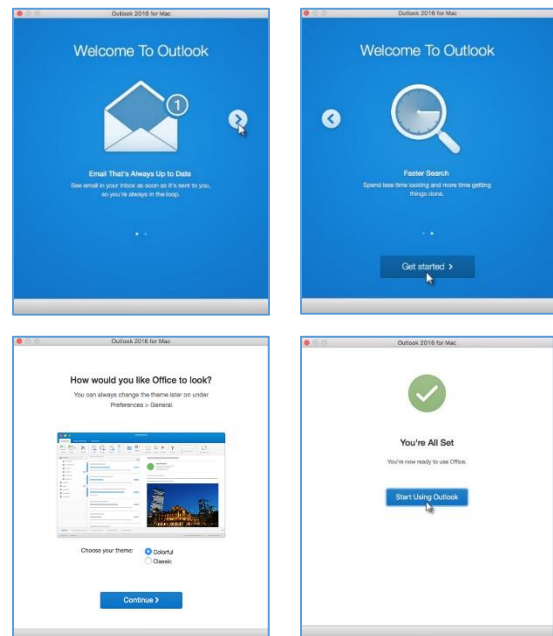 Outlook 2016 for Mac
Welcome To Outlook
1
Email That's Always Up to Date
See email in your inbox as soon as it's sent to you,
so you're always in the loop.
Outlook 2016 for Mac
Welcome To Outlook
Faster Search
Spend less time looking and more time getting
things done.
Get started >
Outlook 2016 for Mac
How would you like Office to look?
You can always change the theme later on under
Preferences > General.
Choose your theme:
Colorful
Classic
Continue >
Outlook 2016 for Mac
You're All Set
You're now ready to use Office.
Start Using Outlook